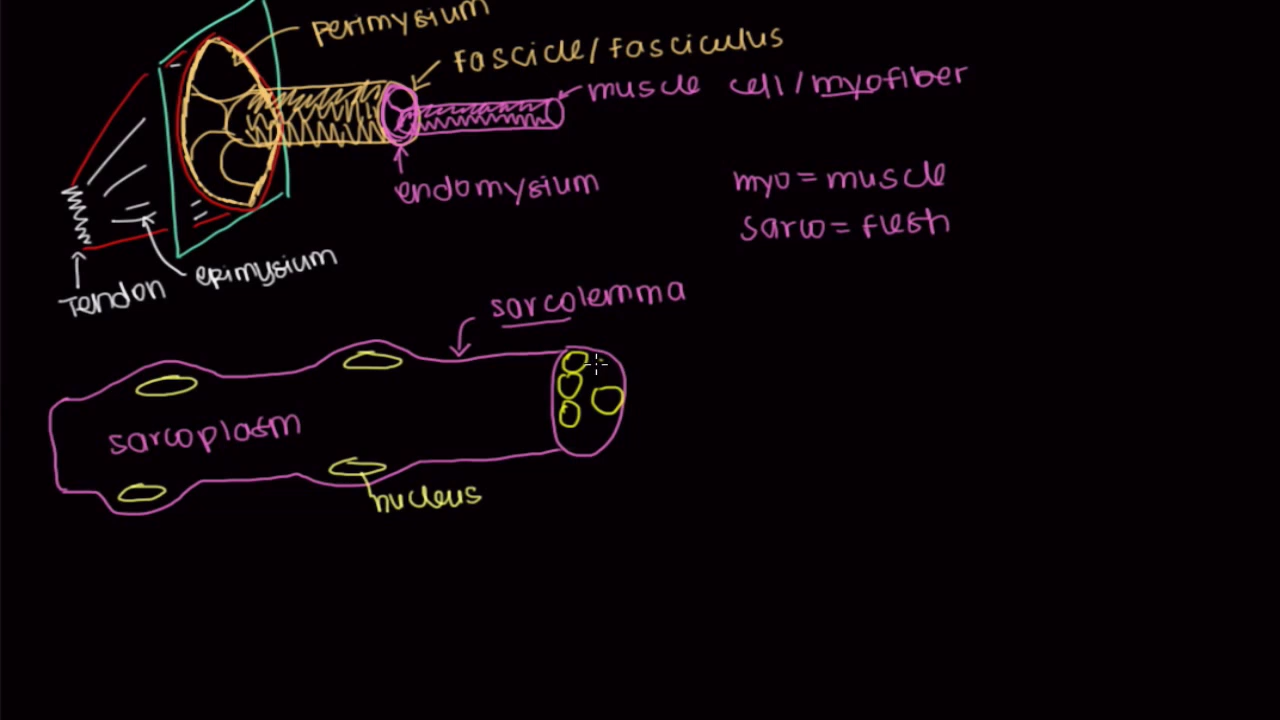 perimysium
fascicle/fasciculus
muscle cell/myofiber
endomysium
myo = muscle
sarco = flesh
epimysium
Tendon
sarcolemma
sarcoplasm
nucleus